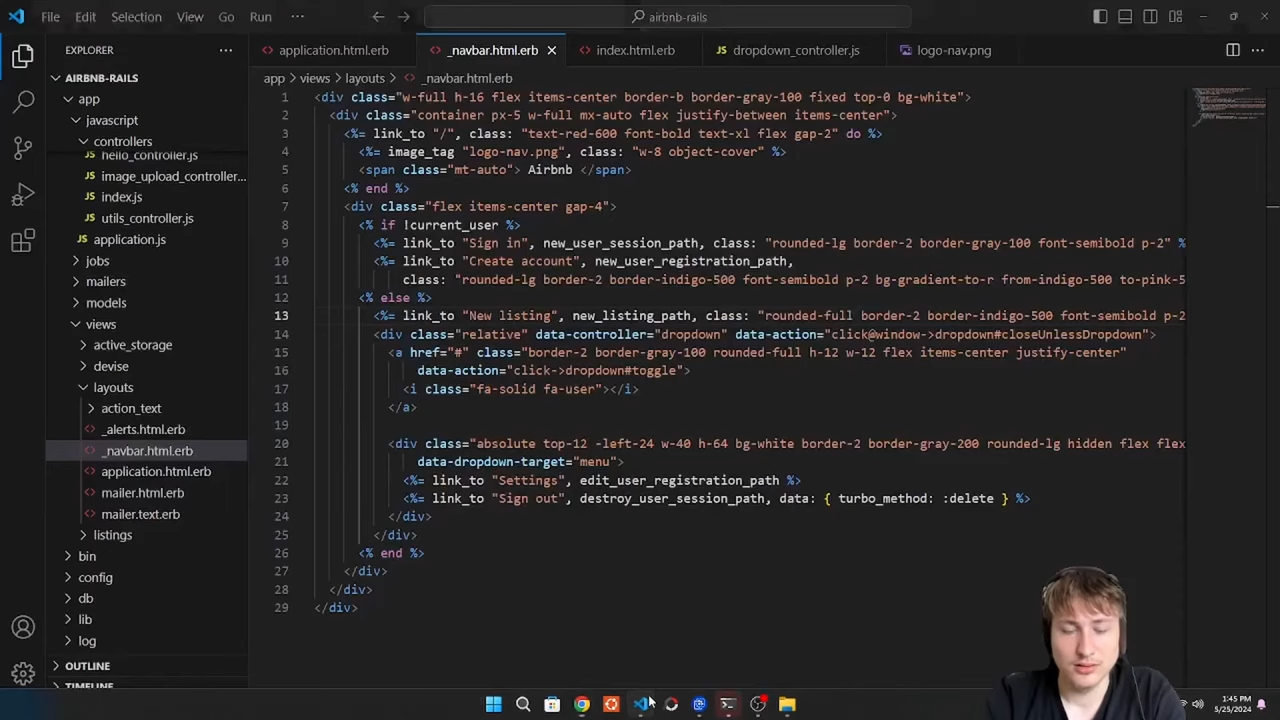 File Edit Selection View Go Run ··· airbnb-rails
EXPLORER ···
application.html.erb _navbar.html.erb index.html.erb dropdown_controller.js logo-nav.png
AIRBNB-RAILS
app > views > layouts > _navbar.html.erb
app
javascript
controllers
hello_controller.js
image_upload_controller...
index.js
utils_controller.js
application.js
jobs
mailers
models
views
active_storage
devise
layouts
action_text
_alerts.html.erb
_navbar.html.erb
application.html.erb
mailer.html.erb
mailer.text.erb
listings
bin
config
db
lib
log
OUTLINE
TIMELINE
1 <div class="w-full h-16 flex items-center border-b border-gray-100 fixed top-0 bg-white">
2 <div class="container px-5 w-full mx-auto flex justify-between items-center">
3 <%= link_to "/", class: "text-red-600 font-bold text-xl flex gap-2" do %>
4 <%= image_tag "logo-nav.png", class: "w-8 object-cover" %>
5 <span class="mt-auto"> Airbnb </span>
6 <% end %>
7 <div class="flex items-center gap-4">
8 <% if !current_user %>
9 <%= link_to "Sign in", new_user_session_path, class: "rounded-lg border-2 border-gray-100 font-semibold p-2" %
10 <%= link_to "Create account", new_user_registration_path,
11 class: "rounded-lg border-2 border-indigo-500 font-semibold p-2 bg-gradient-to-r from-indigo-500 to-pink-5
12 <% else %>
13 <%= link_to "New listing", new_listing_path, class: "rounded-full border-2 border-indigo-500 font-semibold p-2
14 <div class="relative" data-controller="dropdown" data-action="click@window->dropdown#closeUnlessDropdown">
15 <a href="#" class="border-2 border-gray-100 rounded-full h-12 w-12 flex items-center justify-center"
16 data-action="click->dropdown#toggle">
17 <i class="fa-solid fa-user"></i>
18 </a>
19
20 <div class="absolute top-12 -left-24 w-40 h-64 bg-white border-2 border-gray-200 rounded-lg hidden flex flex
21 data-dropdown-target="menu">
22 <%= link_to "Settings", edit_user_registration_path %>
23 <%= link_to "Sign out", destroy_user_session_path, data: { turbo_method: :delete } %>
24 </div>
25 </div>
26 <% end %>
27 </div>
28 </div>
29 </div>
1:45 PM
5/25/2024